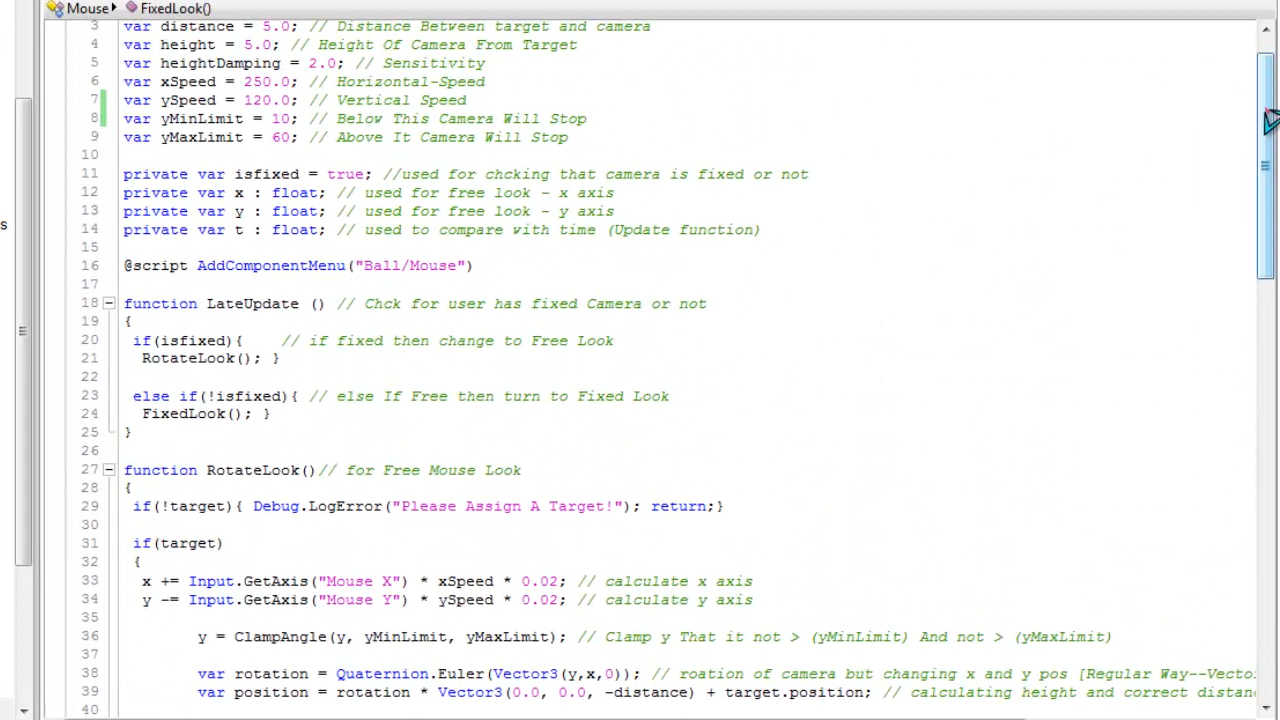 Mouse FixedLook()
s
3 var distance = 5.0; // Distance Between target and camera
4 var height = 5.0; // Height Of Camera From Target
5 var heightDamping = 2.0; // Sensitivity
6 var xSpeed = 250.0; // Horizontal-Speed
7 var ySpeed = 120.0; // Vertical Speed
8 var yMinLimit = 10; // Below This Camera Will Stop
9 var yMaxLimit = 60; // Above It Camera Will Stop
10
11 private var isfixed = true; //used for chcking that camera is fixed or not
12 private var x : float; // used for free look - x axis
13 private var y : float; // used for free look - y axis
14 private var t : float; // used to compare with time (Update function)
15
16 @script AddComponentMenu("Ball/Mouse")
17
18 function LateUpdate () // Chck for user has fixed Camera or not
19 {
20 if(isfixed){ // if fixed then change to Free Look
21 RotateLook(); }
22
23 else if(!isfixed){ // else If Free then turn to Fixed Look
24 FixedLook(); }
25 }
26
27 function RotateLook()// for Free Mouse Look
28 {
29 if(!target){ Debug.LogError("Please Assign A Target!"); return;}
30
31 if(target)
32 {
33 x += Input.GetAxis("Mouse X") * xSpeed * 0.02; // calculate x axis
34 y -= Input.GetAxis("Mouse Y") * ySpeed * 0.02; // calculate y axis
35
36 y = ClampAngle(y, yMinLimit, yMaxLimit); // Clamp y That it not > (yMinLimit) And not > (yMaxLimit)
37
38 var rotation = Quaternion.Euler(Vector3(y,x,0)); // roation of camera but changing x and y pos [Regular Way--Vecto
39 var position = rotation * Vector3(0.0, 0.0, -distance) + target.position; // calculating height and correct distan
40